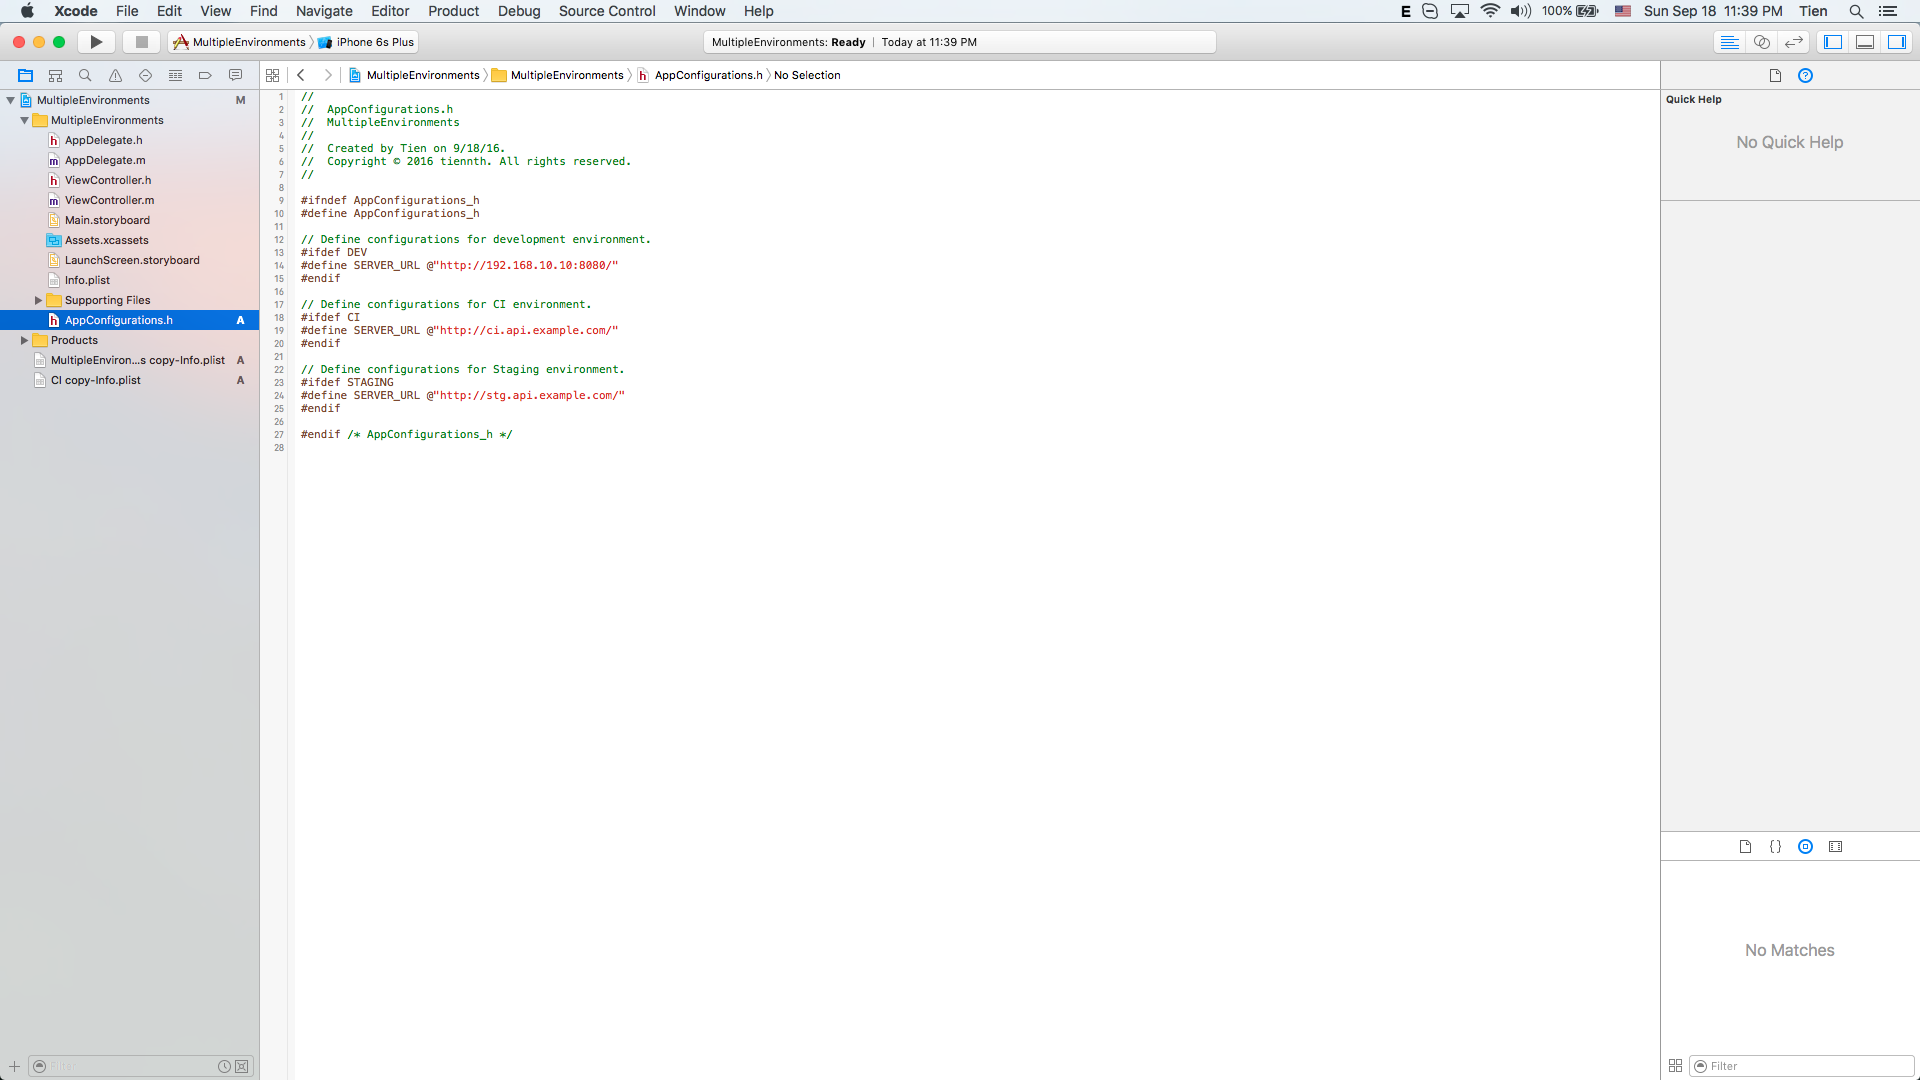 Xcode File Edit View Find Navigate Editor Product Debug Source Control Window Help E 100% Sun Sep 18 11:39 PM Tien
MultipleEnvironments iPhone 6s Plus MultipleEnvironments: Ready | Today at 11:39 PM
MultipleEnvironments MultipleEnvironments AppConfigurations.h No Selection
MultipleEnvironments M
MultipleEnvironments
AppDelegate.h
AppDelegate.m
ViewController.h
ViewController.m
Main.storyboard
Assets.xcassets
LaunchScreen.storyboard
Info.plist
Supporting Files
AppConfigurations.h A
Products
MultipleEnviron...s copy-Info.plist A
CI copy-Info.plist A
Filter
1 //
2 // AppConfigurations.h
3 // MultipleEnvironments
4 //
5 // Created by Tien on 9/18/16.
6 // Copyright © 2016 tiennth. All rights reserved.
7 //
8
9 #ifndef AppConfigurations_h
10 #define AppConfigurations_h
11
12 // Define configurations for development environment.
13 #ifdef DEV
14 #define SERVER_URL @"http://192.168.10.10:8080/"
15 #endif
16
17 // Define configurations for CI environment.
18 #ifdef CI
19 #define SERVER_URL @"http://ci.api.example.com/"
20 #endif
21
22 // Define configurations for Staging environment.
23 #ifdef STAGING
24 #define SERVER_URL @"http://stg.api.example.com/"
25 #endif
26
27 #endif /* AppConfigurations_h */
28
Quick Help
No Quick Help
No Matches
Filter